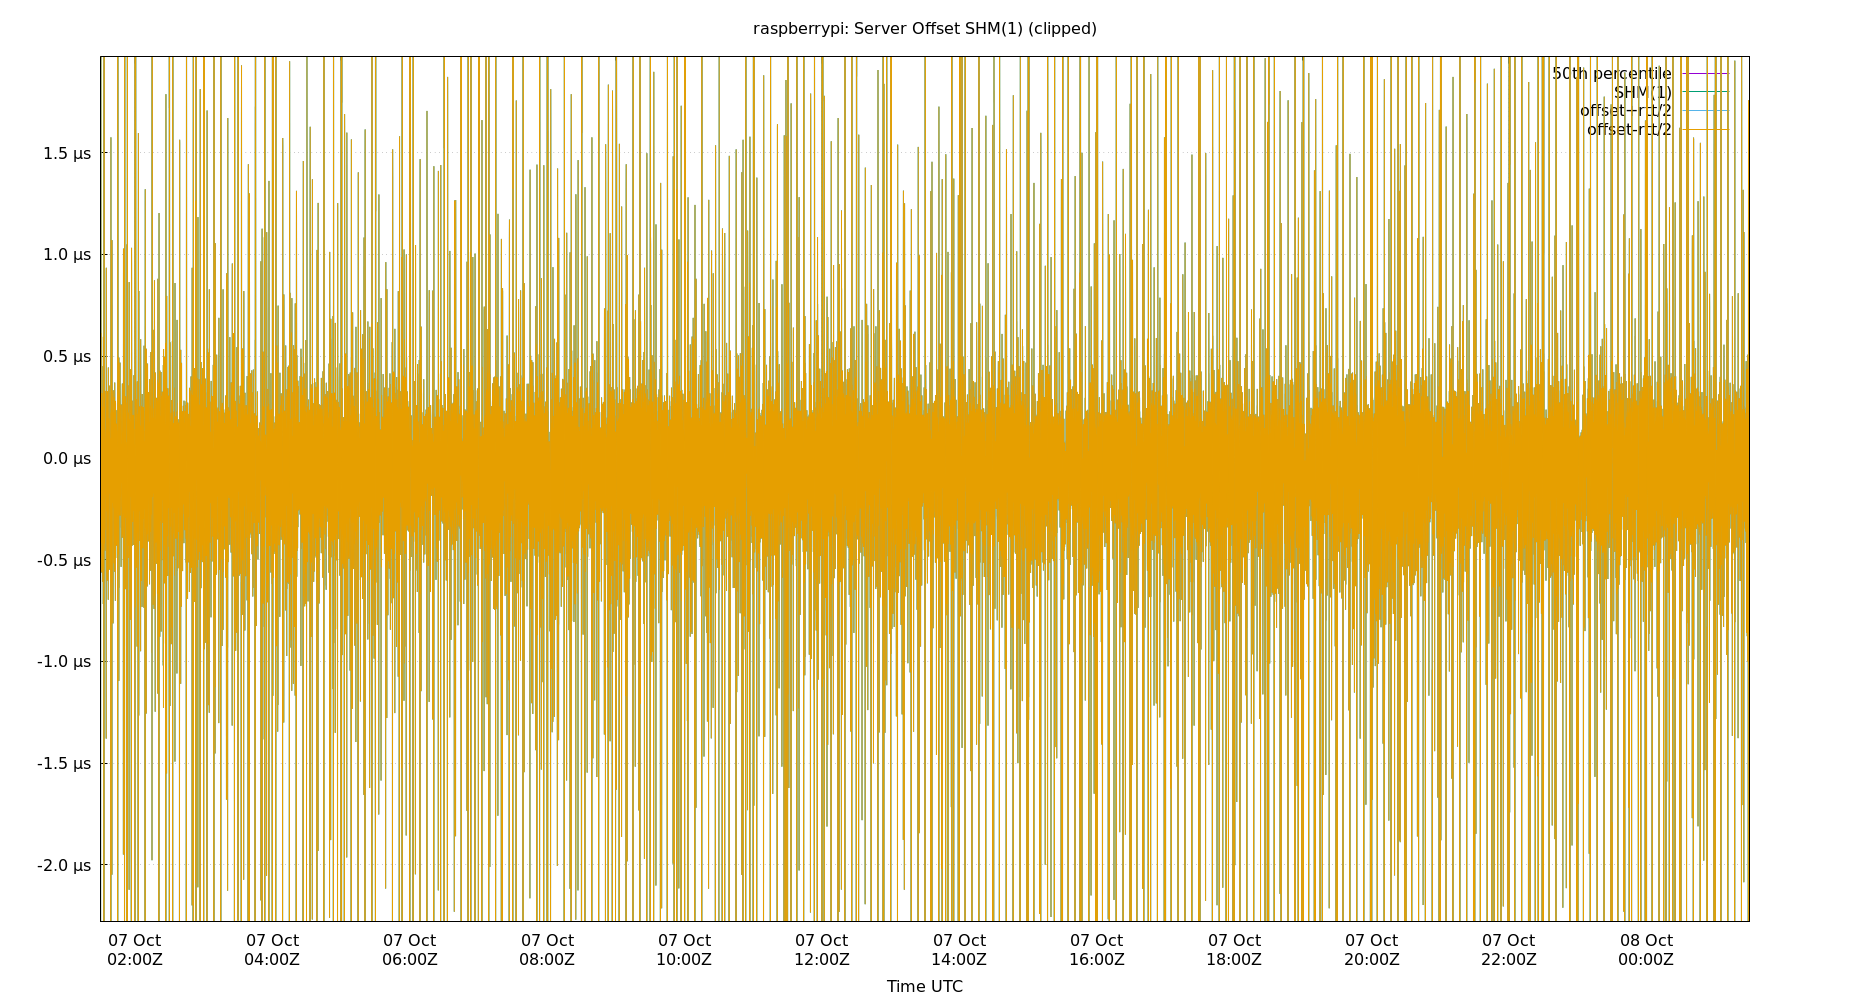 raspberrypi: Server Offset SHM(1) (clipped)
50th percentile
SHM(1)
offset--rtt/2
offset-rtt/2
1.5 µs
1.0 µs
0.5 µs
0.0 µs
-0.5 µs
-1.0 µs
-1.5 µs
-2.0 µs
07 Oct 07 Oct 07 Oct 07 Oct 07 Oct 07 Oct 07 Oct 07 Oct 07 Oct 07 Oct 07 Oct 08 Oct
02:00Z 04:00Z 06:00Z 08:00Z 10:00Z 12:00Z 14:00Z 16:00Z 18:00Z 20:00Z 22:00Z 00:00Z
Time UTC